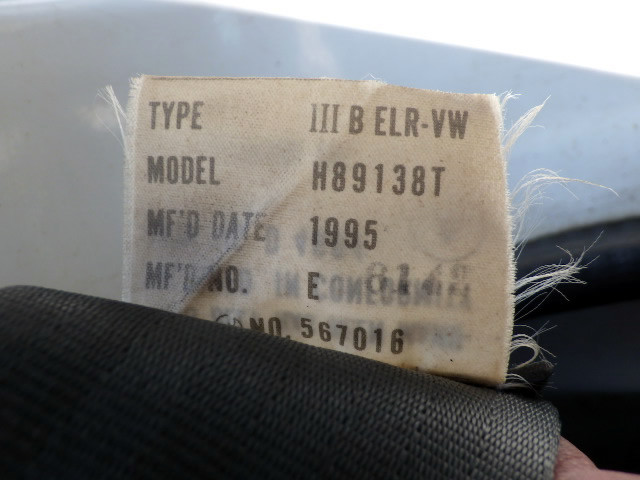 TYPE III B ELR-VW
MODEL H89138T
MF'D DATE 1995
MF'D NO. E
NO. 567016